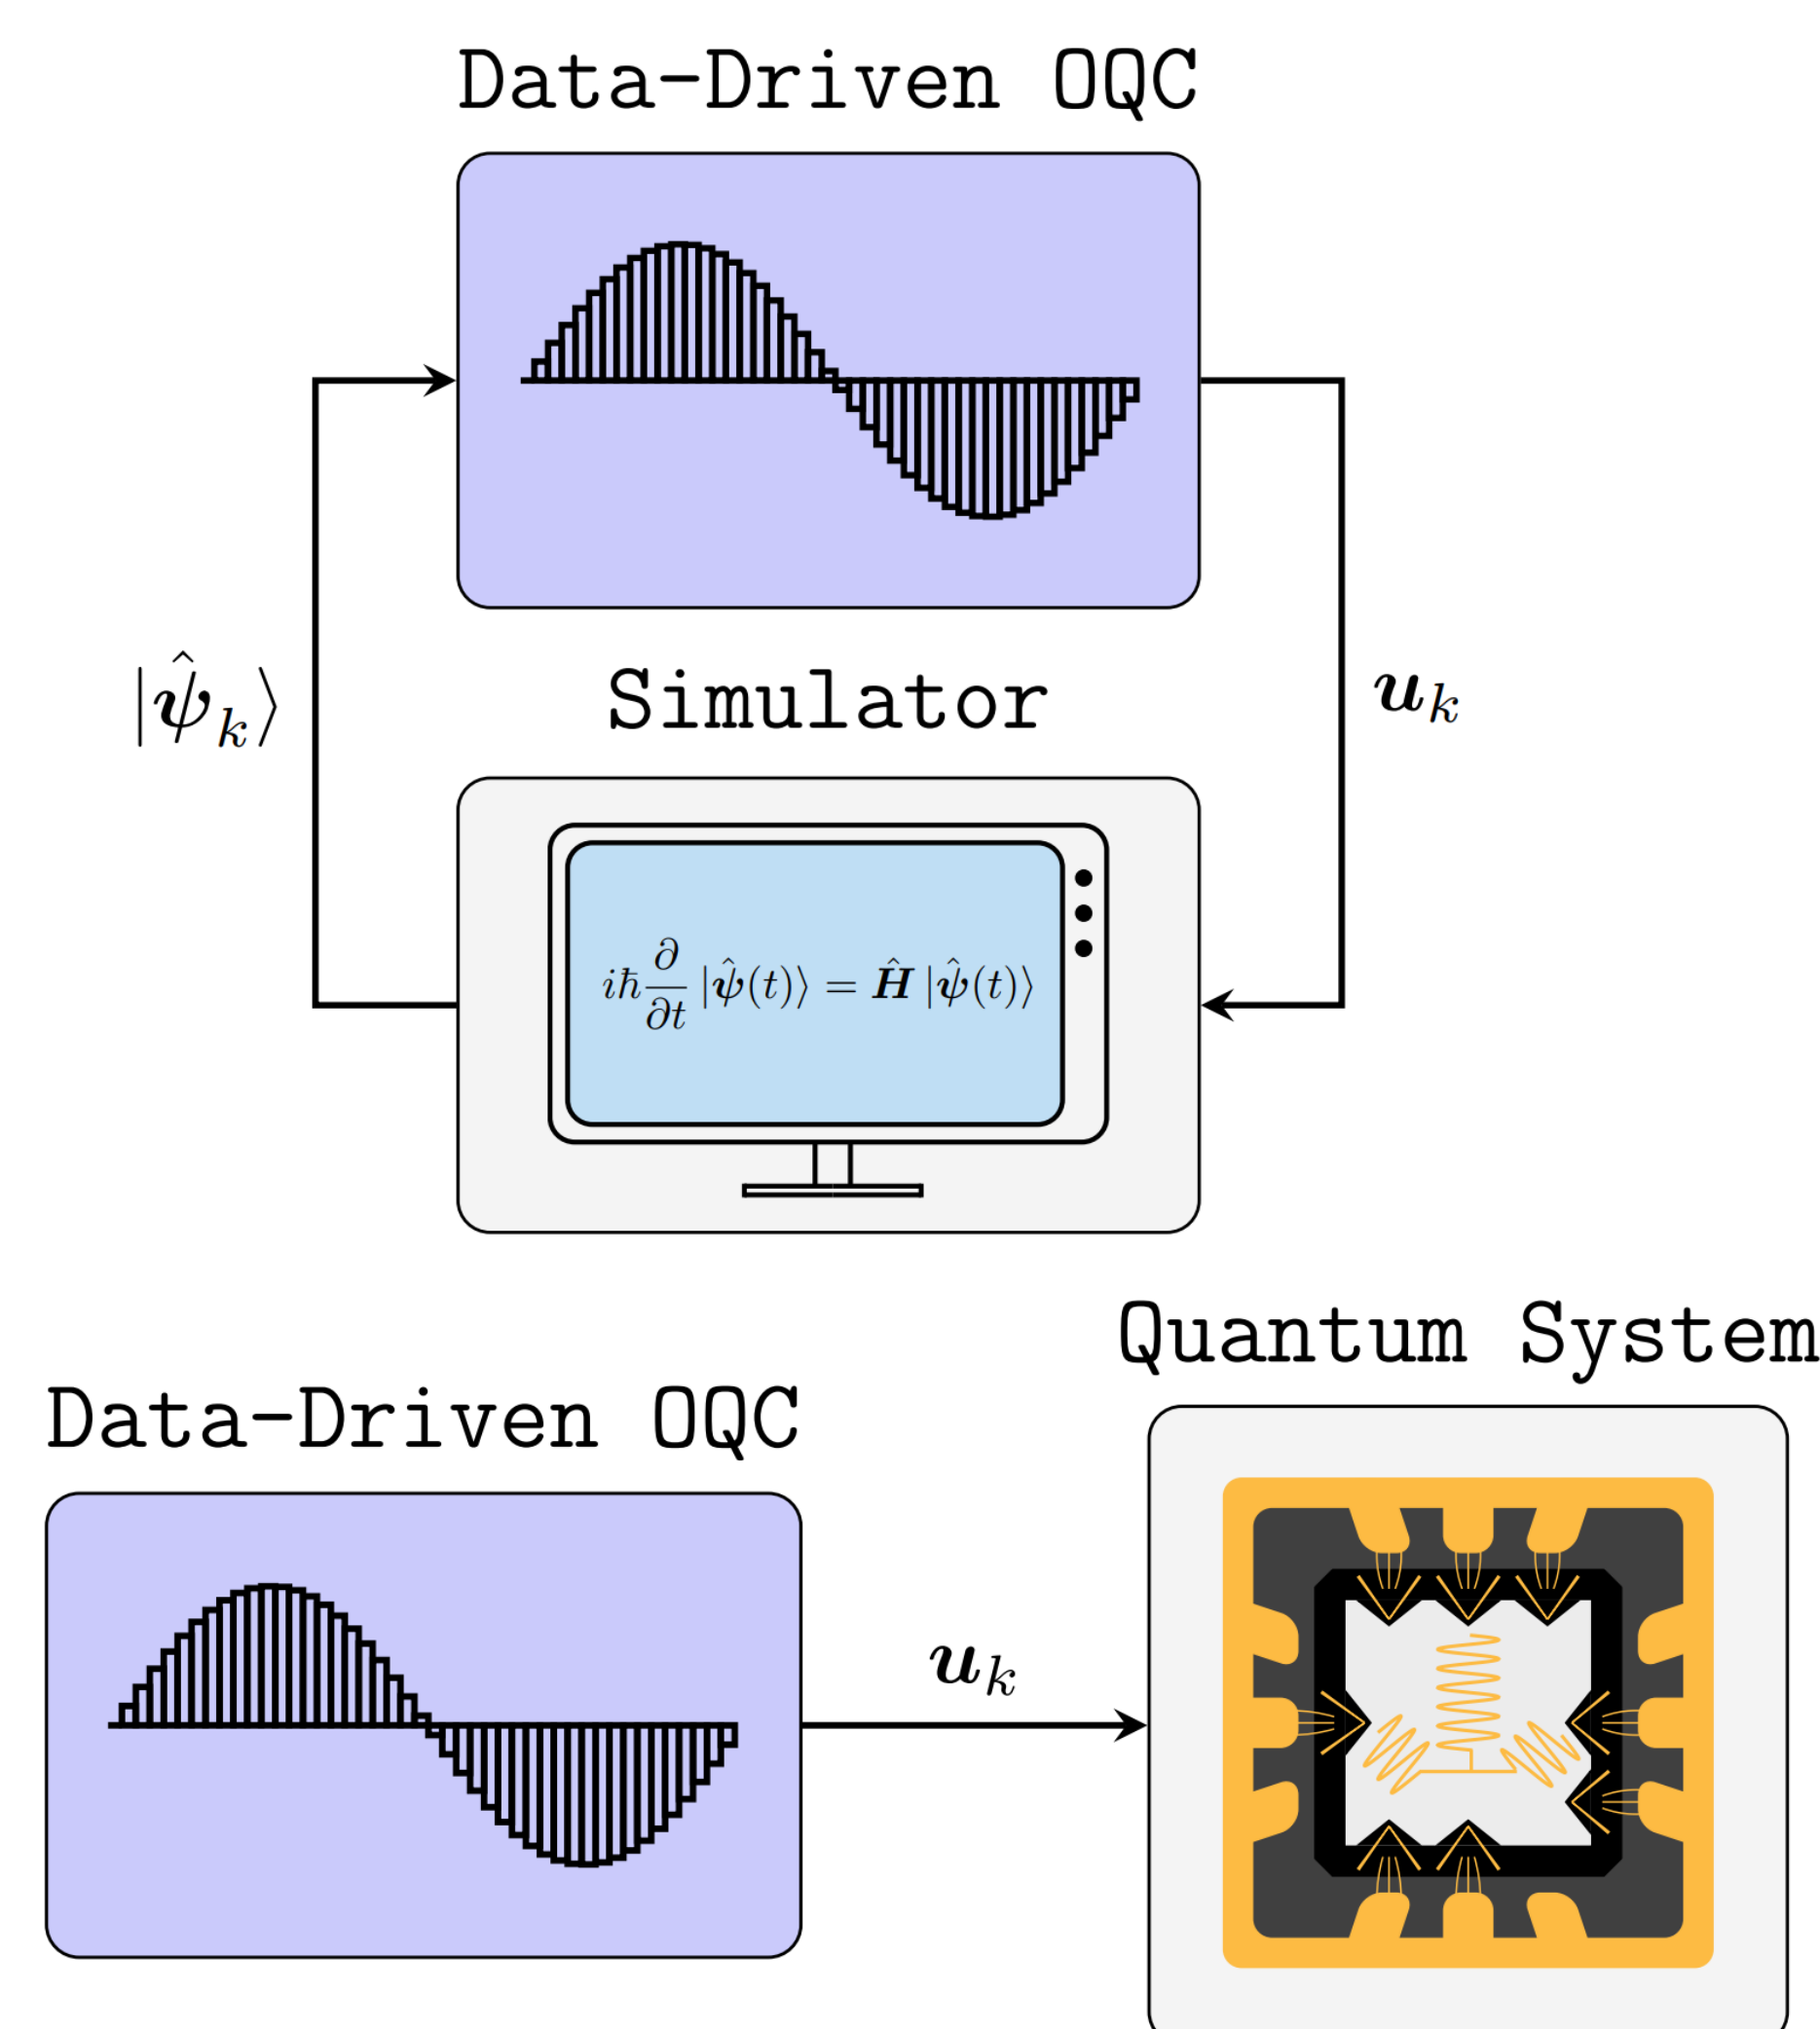 Data-Driven OQC
|ψ̂_k⟩
Simulator
u_k
iħ ∂/∂t |ψ̂(t)⟩ = Ĥ |ψ̂(t)⟩
Quantum System
Data-Driven OQC
u_k